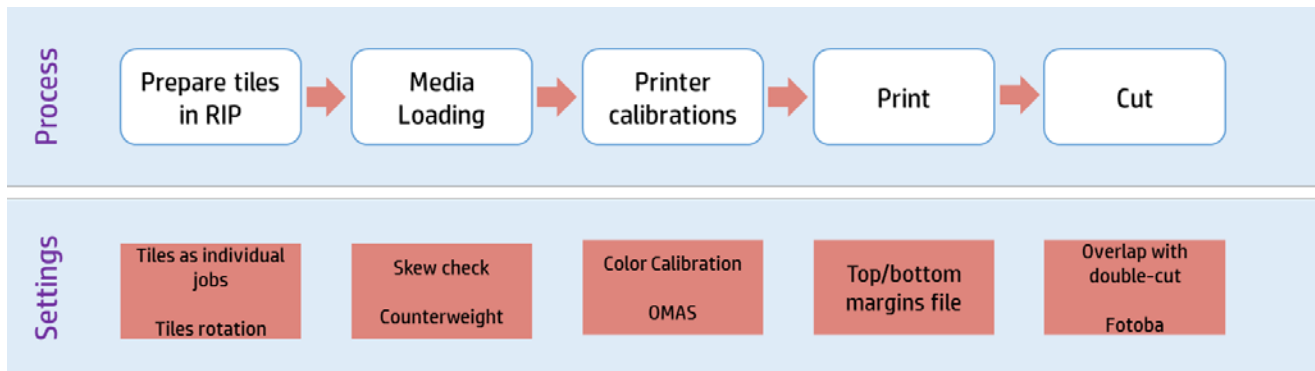 Process
Prepare tiles
in RIP
Media
Loading
Printer
calibrations
Print
Cut
Settings
Tiles as individual
jobs
Tiles rotation
Skew check
Counterweight
Color Calibration
OMAS
Top/bottom
margins file
Overlap with
double-cut
Fotoba